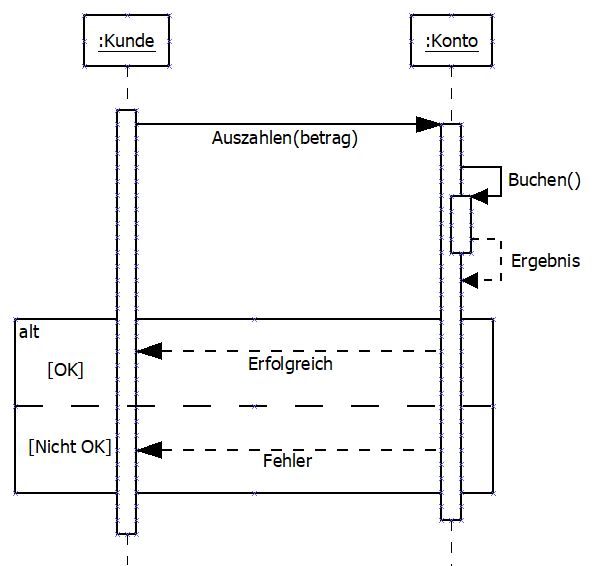 :Kunde
:Konto
Auszahlen(betrag)
Buchen()
Ergebnis
alt
[OK]
Erfolgreich
[Nicht OK]
Fehler